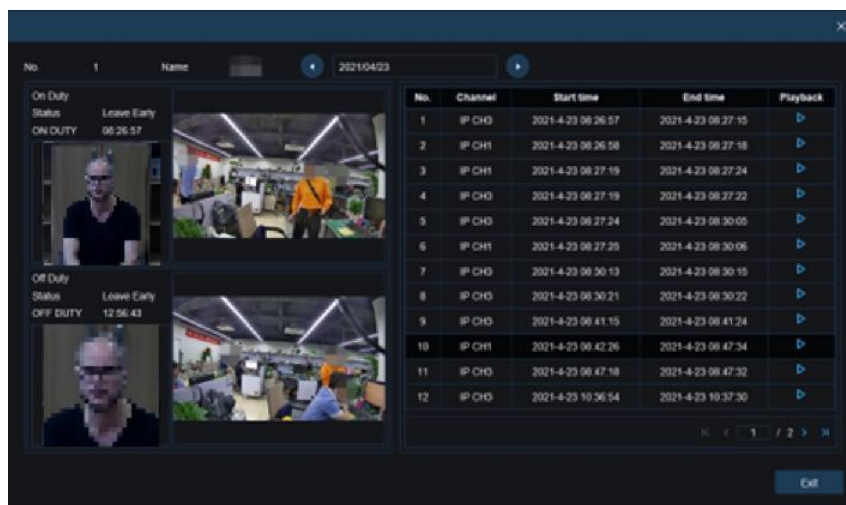 No. 1 Name 2021/04/23
On Duty
Status Leave Early
ON DUTY 08:26:57
Off Duty
Status Leave Early
OFF DUTY 12:56:43
No. Channel Start time End time Playback
1 IP CH3 2021-4-23 08:26:57 2021-4-23 08:27:15
2 IP CH1 2021-4-23 08:26:58 2021-4-23 08:27:18
3 IP CH1 2021-4-23 08:27:19 2021-4-23 08:27:24
4 IP CH3 2021-4-23 08:27:19 2021-4-23 08:27:22
5 IP CH3 2021-4-23 08:27:24 2021-4-23 08:30:05
6 IP CH1 2021-4-23 08:27:25 2021-4-23 08:30:06
7 IP CH3 2021-4-23 08:30:13 2021-4-23 08:30:15
8 IP CH3 2021-4-23 08:30:21 2021-4-23 08:30:22
9 IP CH3 2021-4-23 08:41:15 2021-4-23 08:41:24
10 IP CH1 2021-4-23 08:42:26 2021-4-23 08:47:34
11 IP CH3 2021-4-23 08:47:18 2021-4-23 08:47:32
12 IP CH3 2021-4-23 10:36:54 2021-4-23 10:37:30
1 / 2
Exit